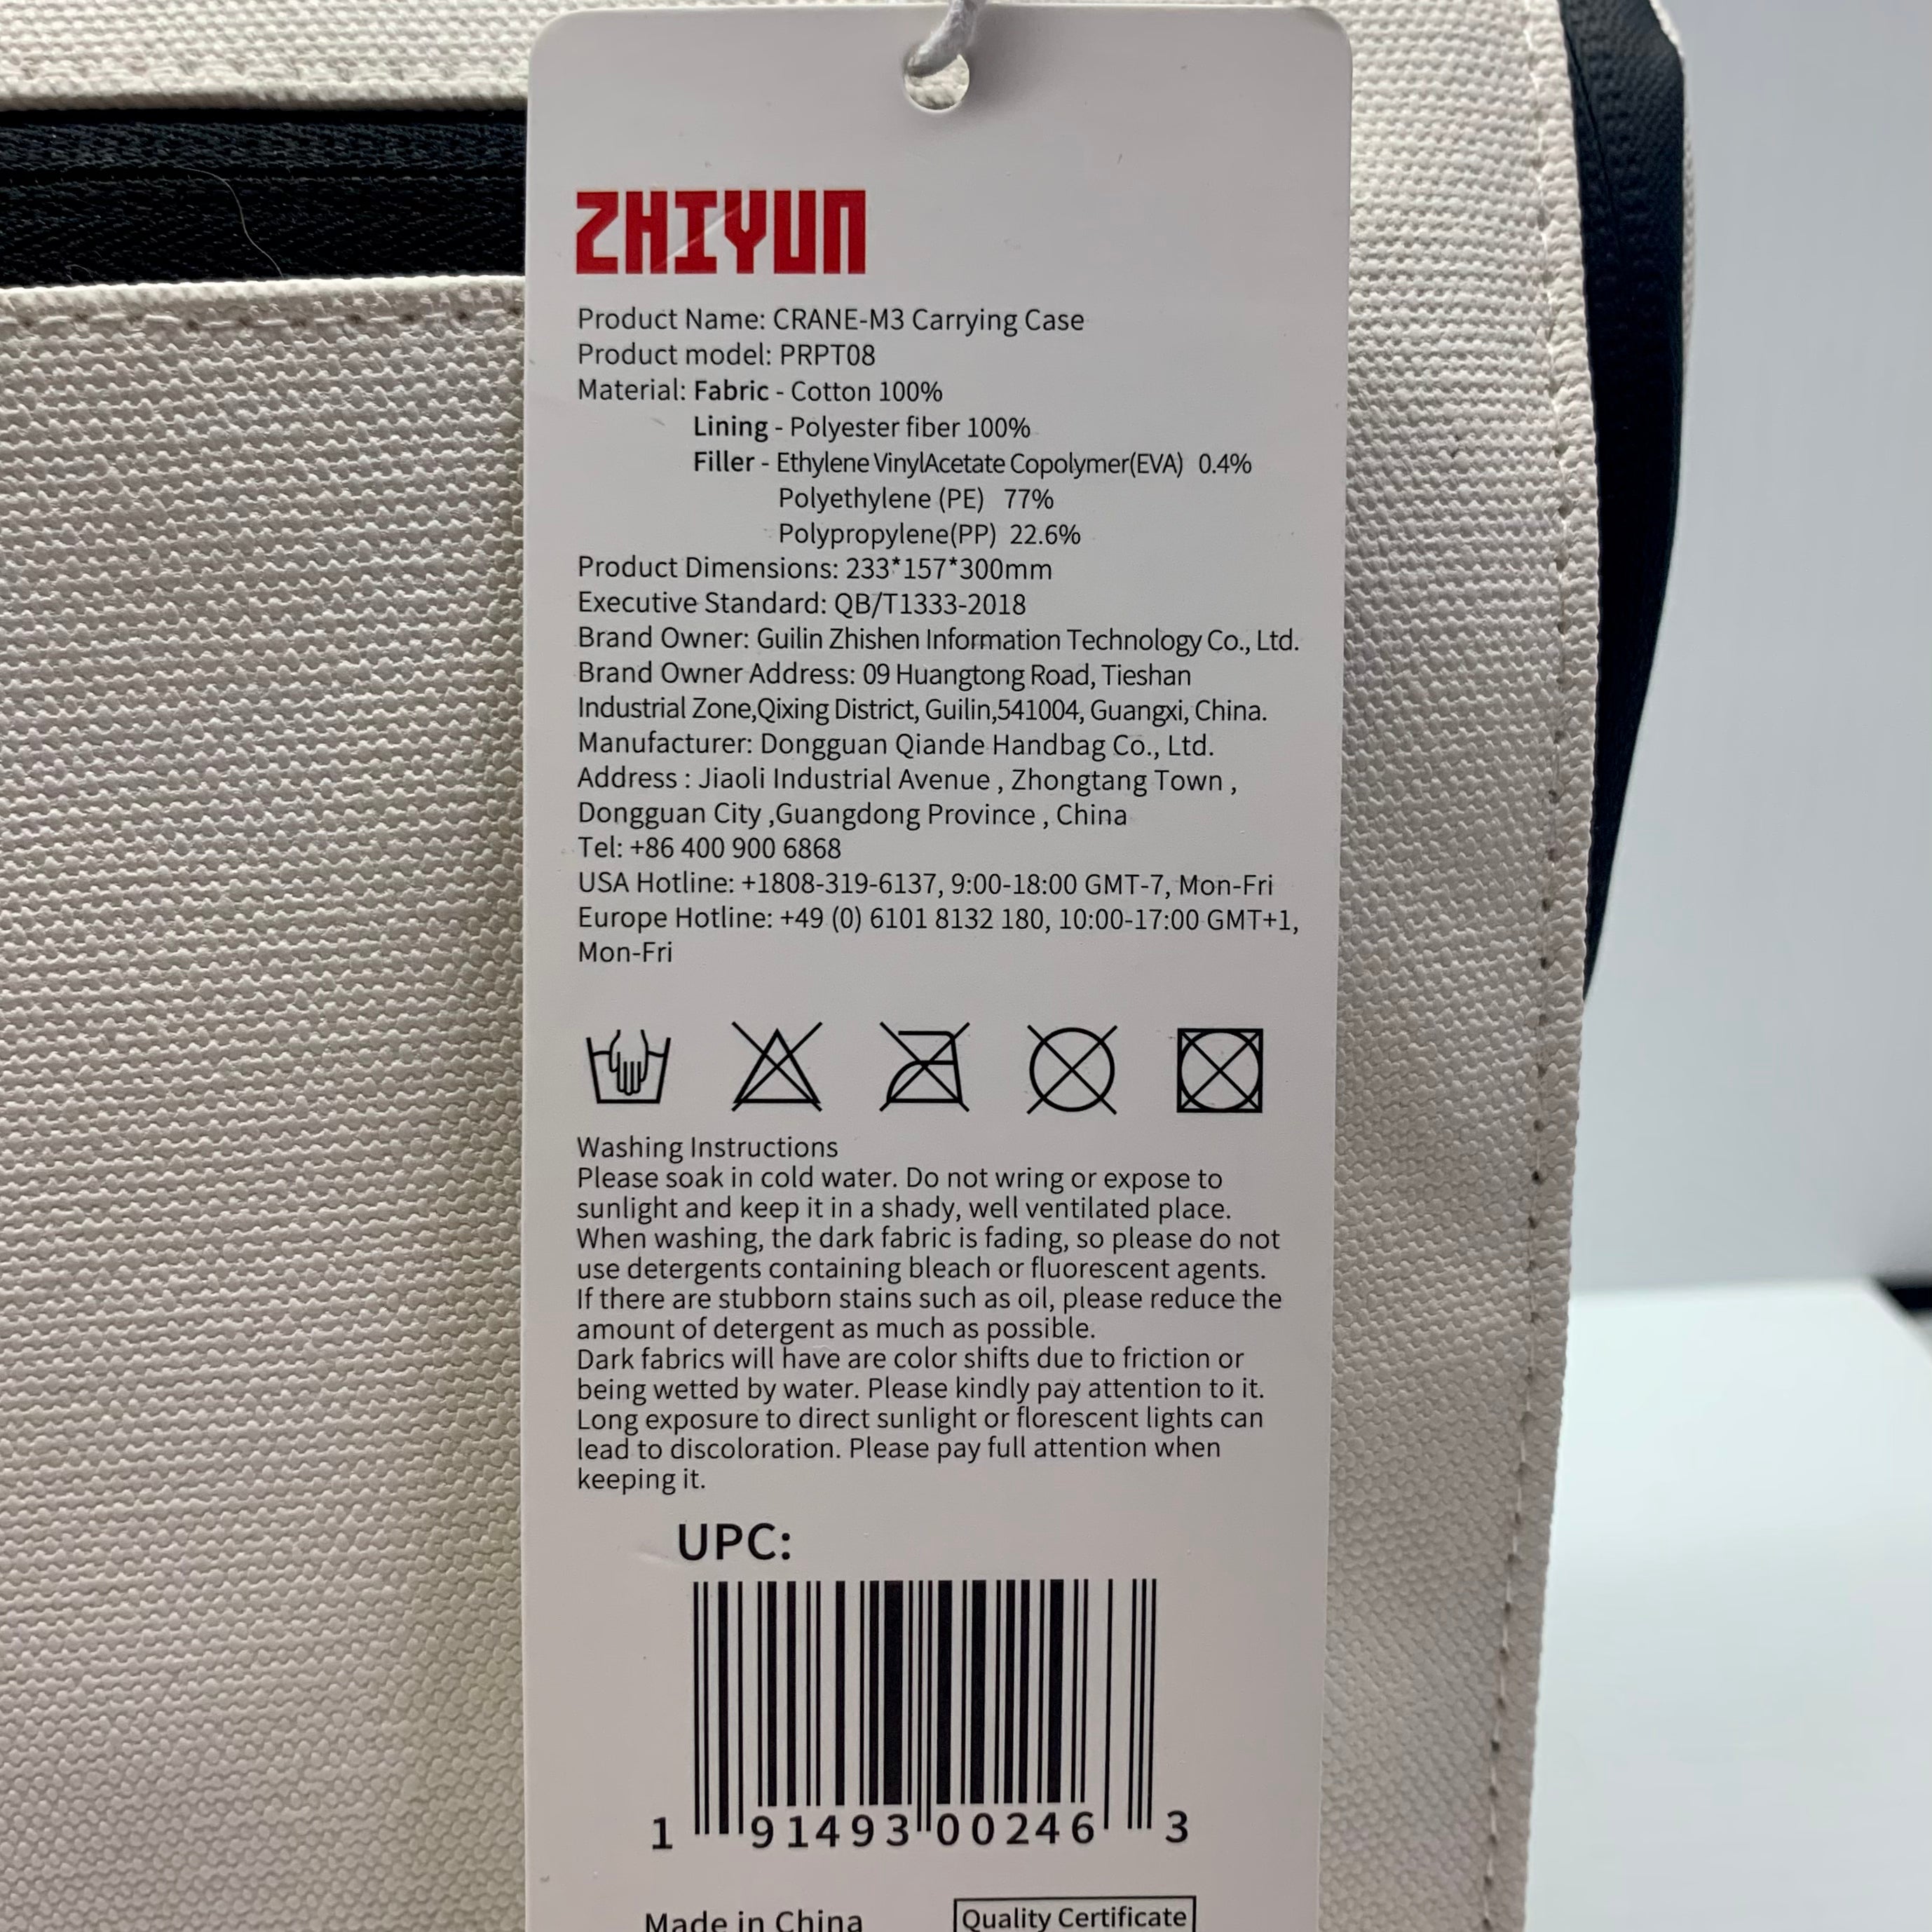 ZHIYUN
Product Name: CRANE-M3 Carrying Case
Product model: PRPT08
Material: Fabric - Cotton 100%
Lining - Polyester fiber 100%
Filler - Ethylene VinylAcetate Copolymer(EVA) 0.4%
Polyethylene (PE) 77%
Polypropylene(PP) 22.6%
Product Dimensions: 233*157*300mm
Executive Standard: QB/T1333-2018
Brand Owner: Guilin Zhishen Information Technology Co., Ltd.
Brand Owner Address: 09 Huangtong Road, Tieshan
Industrial Zone,Qixing District, Guilin,541004, Guangxi, China.
Manufacturer: Dongguan Qiande Handbag Co., Ltd.
Address : Jiaoli Industrial Avenue , Zhongtang Town ,
Dongguan City ,Guangdong Province , China
Tel: +86 400 900 6868
USA Hotline: +1808-319-6137, 9:00-18:00 GMT-7, Mon-Fri
Europe Hotline: +49 (0) 6101 8132 180, 10:00-17:00 GMT+1,
Mon-Fri
Washing Instructions
Please soak in cold water. Do not wring or expose to
sunlight and keep it in a shady, well ventilated place.
When washing, the dark fabric is fading, so please do not
use detergents containing bleach or fluorescent agents.
If there are stubborn stains such as oil, please reduce the
amount of detergent as much as possible.
Dark fabrics will have are color shifts due to friction or
being wetted by water. Please kindly pay attention to it.
Long exposure to direct sunlight or florescent lights can
lead to discoloration. Please pay full attention when
keeping it.
UPC:
1 91493 00246 3
Made in China Quality Certificate